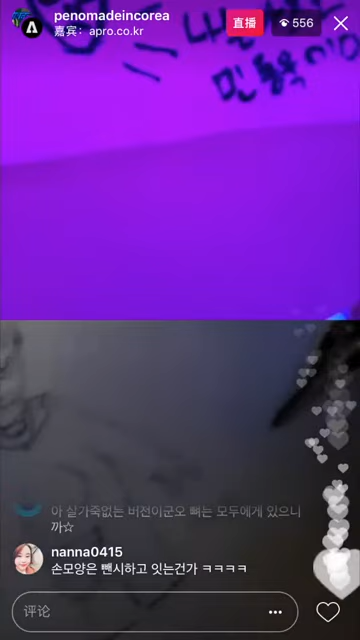 penomadeincorea
嘉宾：apro.co.kr
直播
556
아 살가죽없는 버전이군오 뼈는 모두에게 있으니
까☆
nanna0415
손모양은 뺀시하고 잇는건가 ㅋㅋㅋㅋ
评论